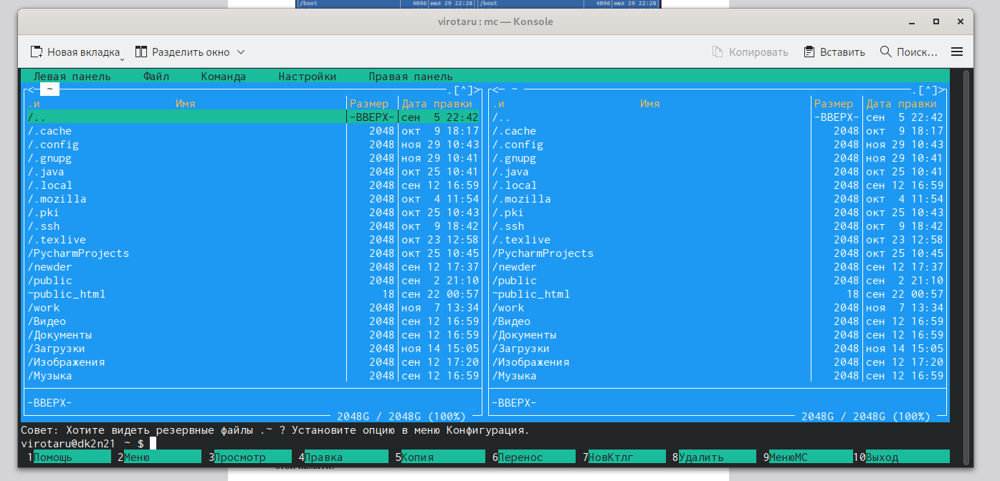 /boot 4096 июл 29 22:28 /boot 4096 июл 29 22:28
virotaru : mc — Konsole
Новая вкладка Разделить окно Копировать Вставить Поиск...
Левая панель Файл Команда Настройки Правая панель
<- ~ .[^]> <- ~ .[^]>
.и Имя Размер Дата правки .и Имя Размер Дата правки
/.. -ВВЕРХ- сен 5 22:42 /.. -ВВЕРХ- сен 5 22:42
/.cache 2048 окт 9 18:17 /.cache 2048 окт 9 18:17
/.config 2048 ноя 29 10:43 /.config 2048 ноя 29 10:43
/.gnupg 2048 ноя 29 10:41 /.gnupg 2048 ноя 29 10:41
/.java 2048 окт 25 10:41 /.java 2048 окт 25 10:41
/.local 2048 сен 12 16:59 /.local 2048 сен 12 16:59
/.mozilla 2048 окт 4 11:54 /.mozilla 2048 окт 4 11:54
/.pki 2048 окт 25 10:43 /.pki 2048 окт 25 10:43
/.ssh 2048 окт 9 18:42 /.ssh 2048 окт 9 18:42
/.texlive 2048 окт 23 12:58 /.texlive 2048 окт 23 12:58
/PycharmProjects 2048 окт 25 10:45 /PycharmProjects 2048 окт 25 10:45
/newder 2048 сен 12 17:37 /newder 2048 сен 12 17:37
/public 2048 сен 2 21:10 /public 2048 сен 2 21:10
~public_html 18 сен 22 00:57 ~public_html 18 сен 22 00:57
/work 2048 ноя 7 13:34 /work 2048 ноя 7 13:34
/Видео 2048 сен 12 16:59 /Видео 2048 сен 12 16:59
/Документы 2048 сен 12 16:59 /Документы 2048 сен 12 16:59
/Загрузки 2048 ноя 14 15:05 /Загрузки 2048 ноя 14 15:05
/Изображения 2048 сен 12 17:20 /Изображения 2048 сен 12 17:20
/Музыка 2048 сен 12 16:59 /Музыка 2048 сен 12 16:59
-ВВЕРХ- -ВВЕРХ-
2048G / 2048G (100%) 2048G / 2048G (100%)
Совет: Хотите видеть резервные файлы .~ ? Установите опцию в меню Конфигурация.
virotaru@dk2n21 ~ $
1Помощь 2Меню 3Просмотр 4Правка 5Копия 6Перенос 7НовКтлг 8Удалить 9МенюМС 10Выход